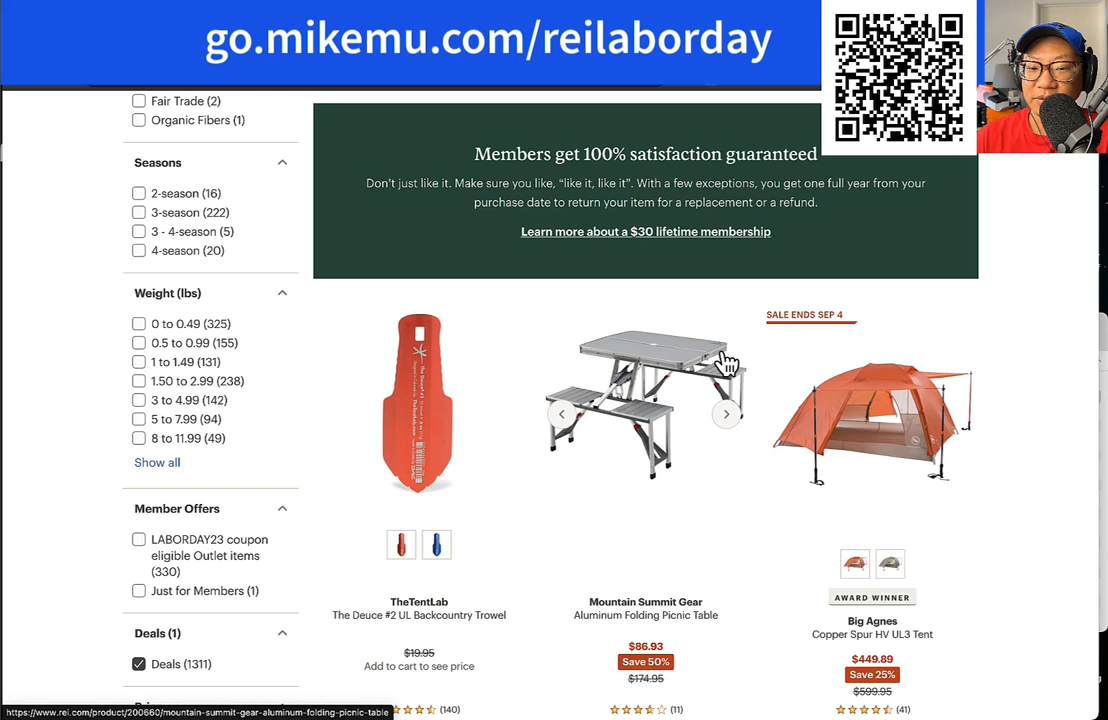 go.mikemu.com/reilaborday
Fair Trade (2)
Organic Fibers (1)
Seasons
2-season (16)
3-season (222)
3 - 4-season (5)
4-season (20)
Weight (lbs)
0 to 0.49 (325)
0.5 to 0.99 (155)
1 to 1.49 (131)
1.50 to 2.99 (238)
3 to 4.99 (142)
5 to 7.99 (94)
8 to 11.99 (49)
Show all
Member Offers
LABORDAY23 coupon
eligible Outlet items
(330)
Just for Members (1)
Deals (1)
Deals (1311)
Members get 100% satisfaction guaranteed
Don't just like it. Make sure you like, “like it, like it”. With a few exceptions, you get one full year from your
purchase date to return your item for a replacement or a refund.
Learn more about a $30 lifetime membership
TheTentLab
The Deuce #2 UL Backcountry Trowel
$19.95
Add to cart to see price
(140)
Mountain Summit Gear
Aluminum Folding Picnic Table
$86.93
Save 50%
$174.95
(11)
SALE ENDS SEP 4
AWARD WINNER
Big Agnes
Copper Spur HV UL3 Tent
$449.89
Save 25%
$599.95
(41)
https://www.rei.com/product/200660/mountain-summit-gear-aluminum-folding-picnic-table